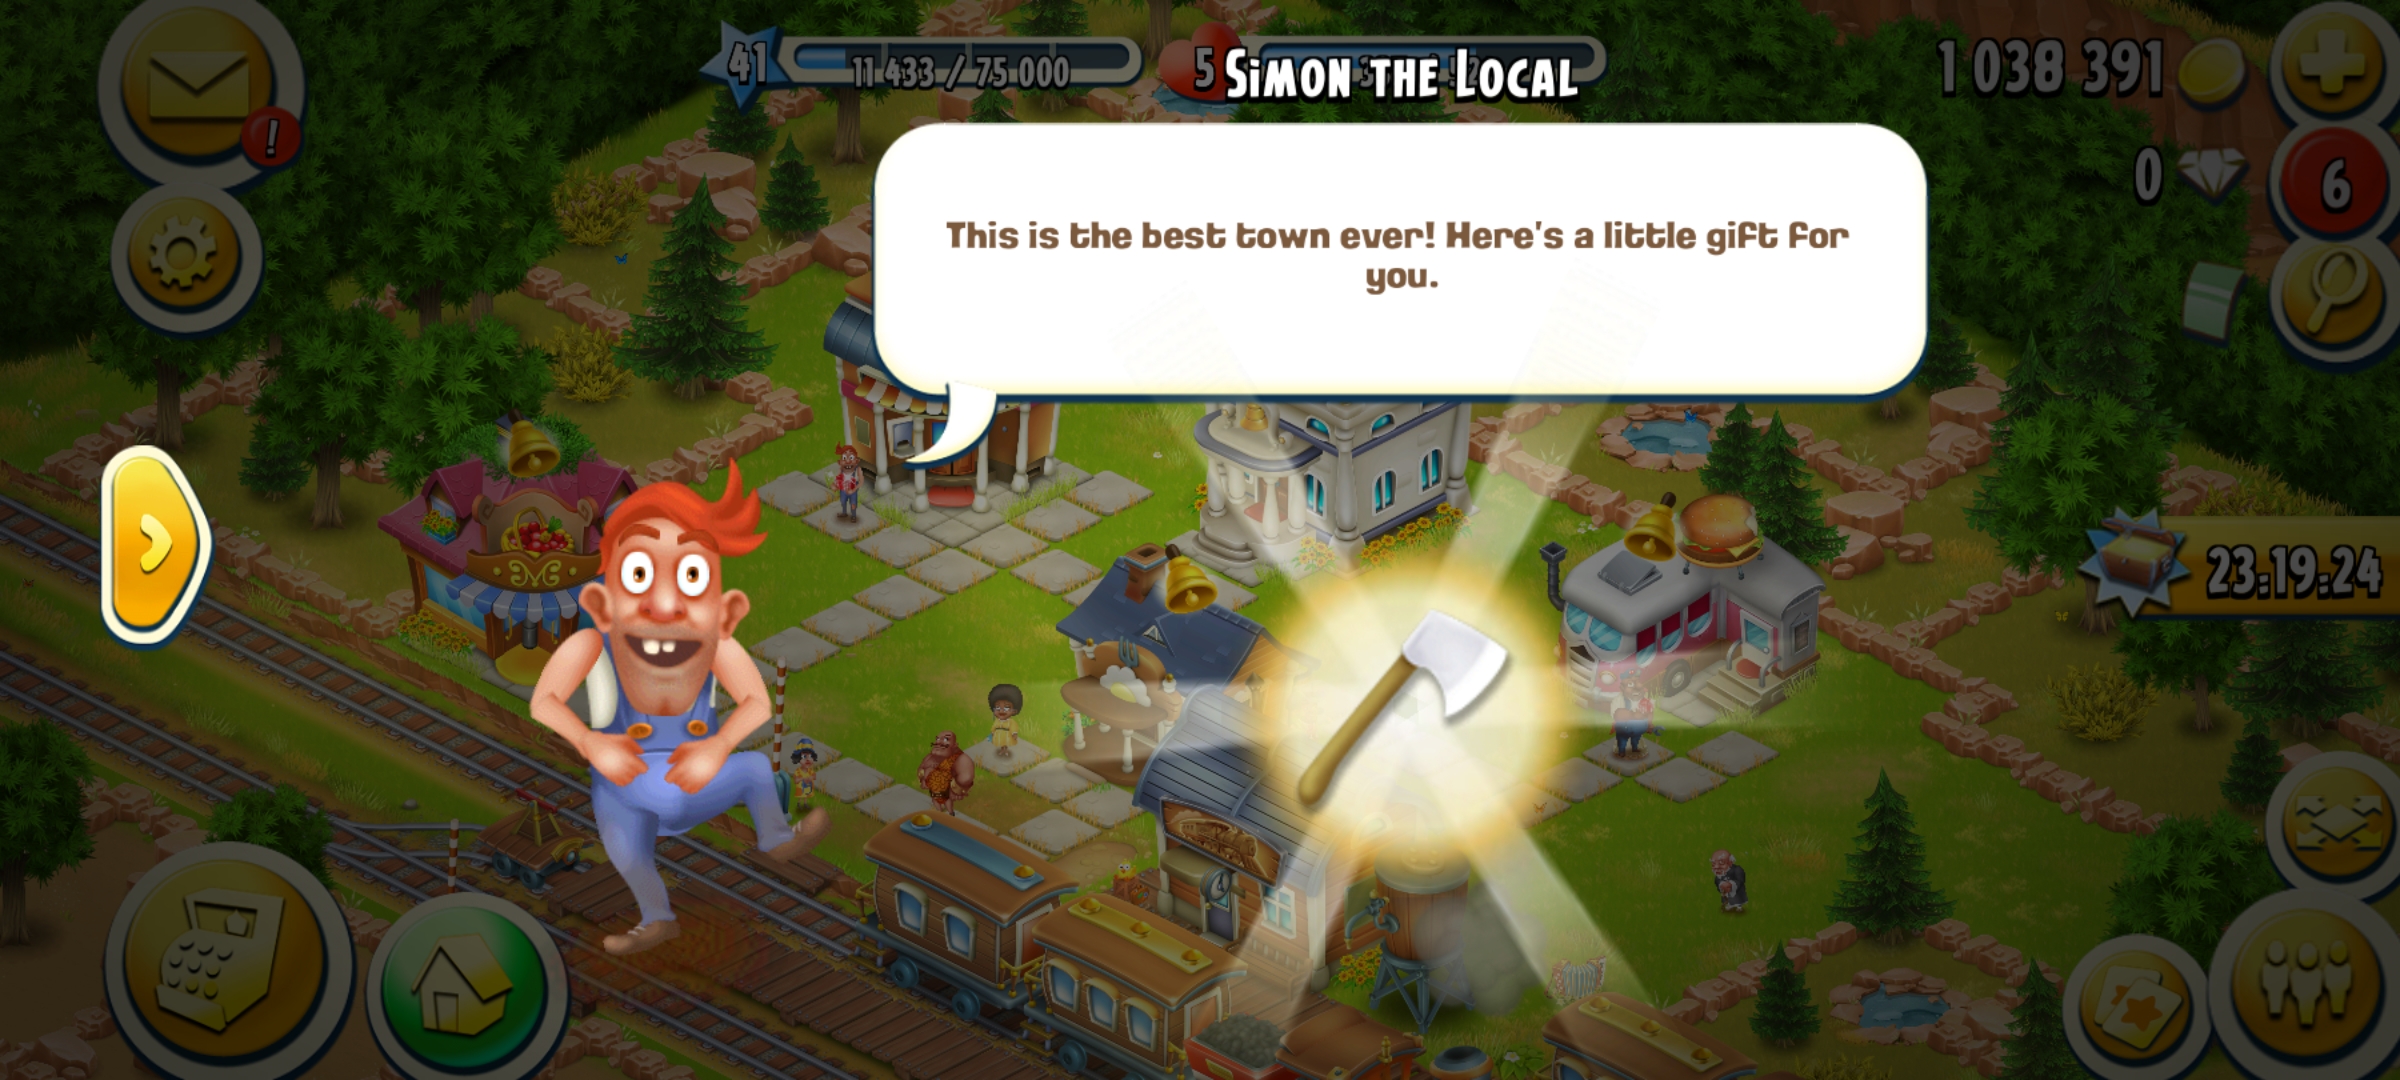 41
11 433 / 75 000
5
SIMON THE LOCAL
1 038 391
0
6
!
This is the best town ever! Here's a little gift for
you.
23:19:24